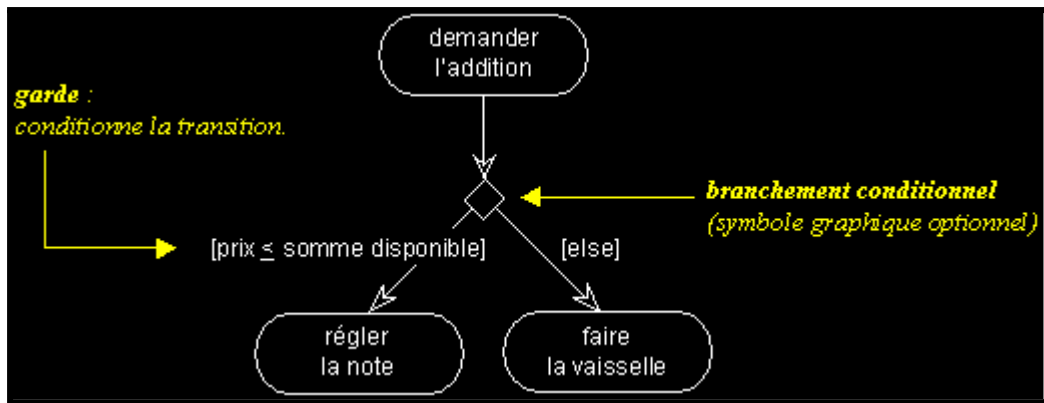 demander
l'addition
garde :
conditionne la transition.
branchement conditionnel
(symbole graphique optionnel)
[prix ≤ somme disponible]
[else]
régler
la note
faire
la vaisselle